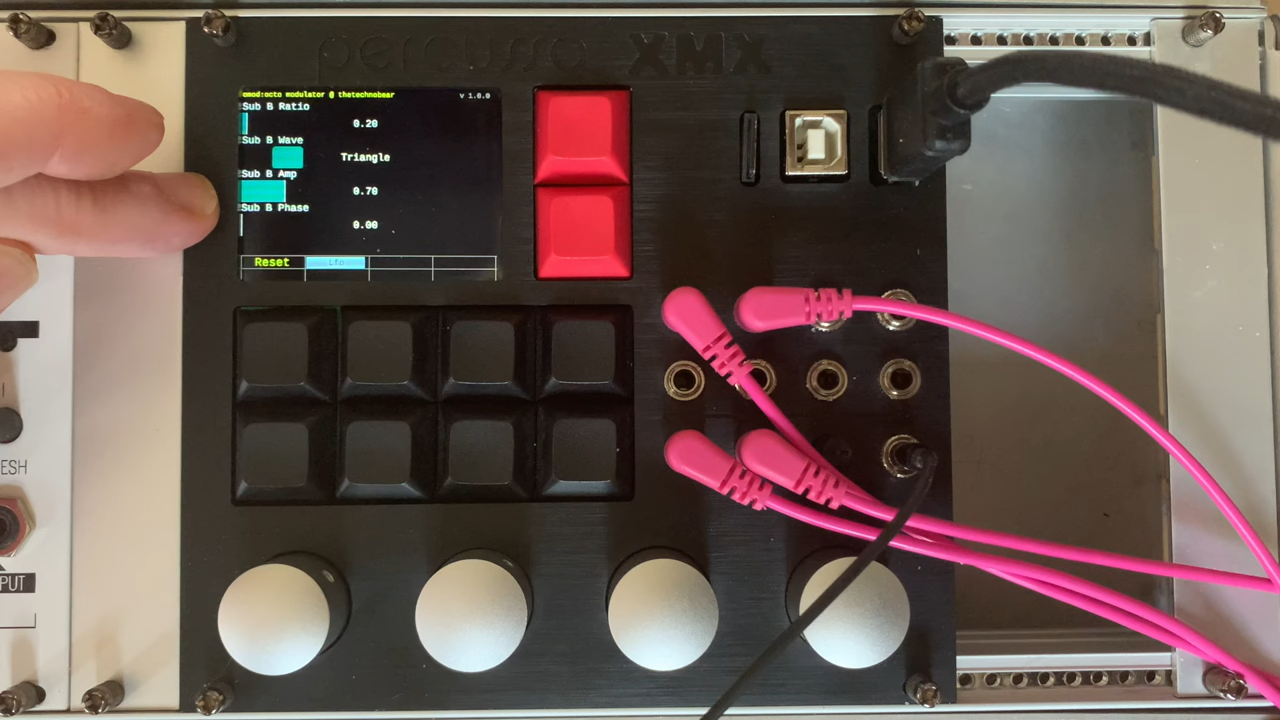 percussa XMX
omod:octo modulator @ thetechnobear v 1.0.0
Sub B Ratio
0.20
Sub B Wave
Triangle
Sub B Amp
0.70
Sub B Phase
0.00
Reset Lfo
ESH
PUT